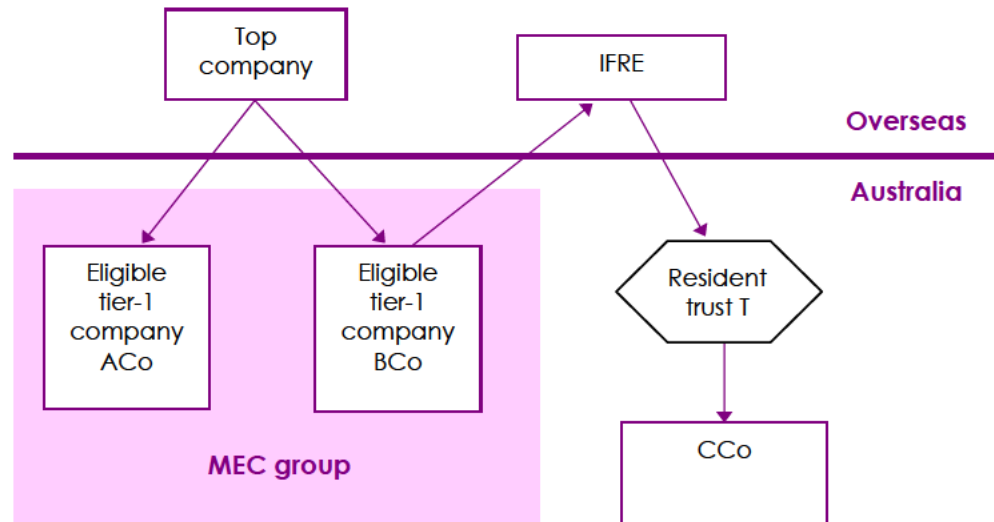 Top
company
IFRE
Overseas
Australia
Eligible
tier-1
company
ACo
Eligible
tier-1
company
BCo
Resident
trust T
CCo
MEC group